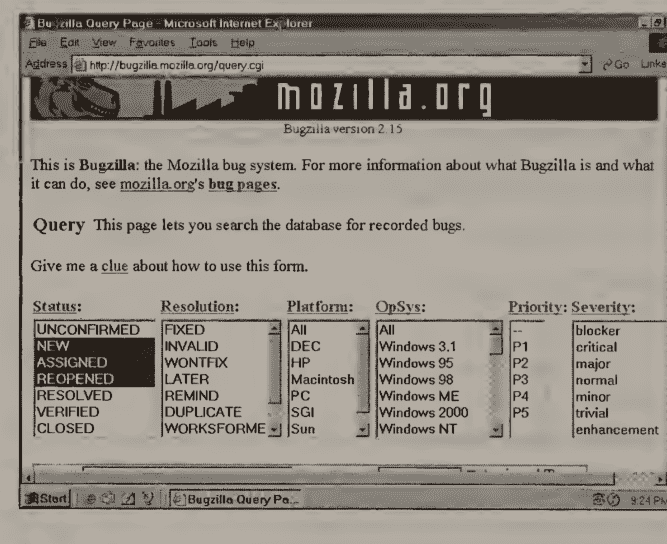 Bugzilla Query Page - Microsoft Internet Explorer
File Edit View Favorites Tools Help
Address http://bugzilla.mozilla.org/query.cgi Go Links
mozilla.org
Bugzilla version 2.15
This is Bugzilla: the Mozilla bug system. For more information about what Bugzilla is and what
it can do, see mozilla.org's bug pages.
Query This page lets you search the database for recorded bugs.
Give me a clue about how to use this form.
Status: Resolution: Platform: OpSys: Priority: Severity:
UNCONFIRMED FIXED All All -- blocker
NEW INVALID DEC Windows 3.1 P1 critical
ASSIGNED WONTFIX HP Windows 95 P2 major
REOPENED LATER Macintosh Windows 98 P3 normal
RESOLVED REMIND PC Windows ME P4 minor
VERIFIED DUPLICATE SGI Windows 2000 P5 trivial
CLOSED WORKSFORME Sun Windows NT enhancement
Start Bugzilla Query Pa... 9:24 PM